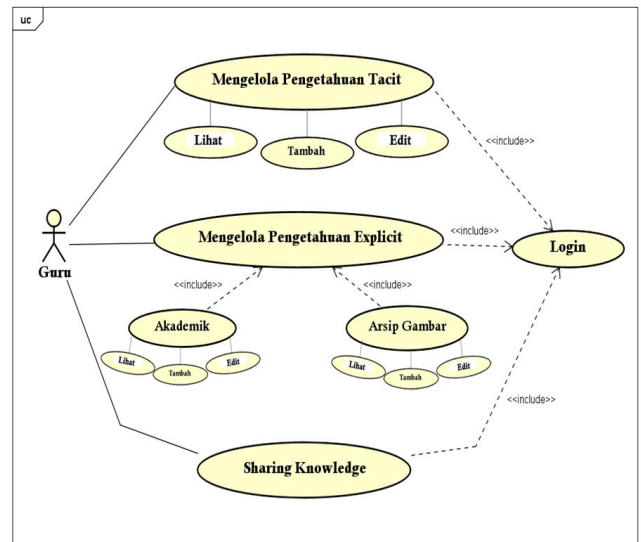 uc
Mengelola Pengetahuan Tacit
Lihat
Tambah
Edit
<<include>>
Guru
Mengelola Pengetahuan Explicit
<<include>>
Login
<<include>>
<<include>>
Akademik
Arsip Gambar
Lihat
Tambah
Edit
Lihat
Tambah
Edit
<<include>>
Sharing Knowledge